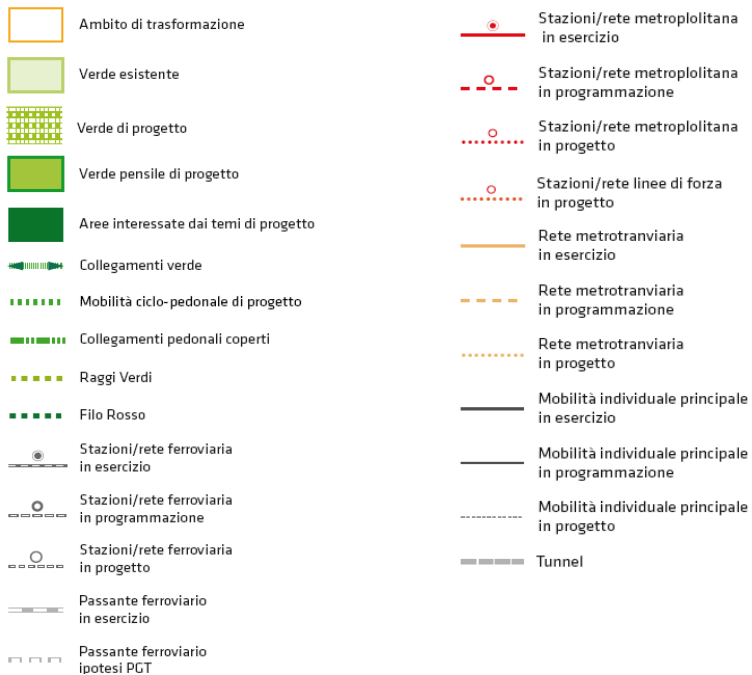 Ambito di trasformazione
Verde esistente
Verde di progetto
Verde pensile di progetto
Aree interessate dai temi di progetto
Collegamenti verde
Mobilità ciclo-pedonale di progetto
Collegamenti pedonali coperti
Raggi Verdi
Filo Rosso
Stazioni/rete ferroviaria
in esercizio
Stazioni/rete ferroviaria
in programmazione
Stazioni/rete ferroviaria
in progetto
Passante ferroviario
in esercizio
Passante ferroviario
ipotesi PGT
Stazioni/rete metroplolitana
in esercizio
Stazioni/rete metroplolitana
in programmazione
Stazioni/rete metroplolitana
in progetto
Stazioni/rete linee di forza
in progetto
Rete metrotranviaria
in esercizio
Rete metrotranviaria
in programmazione
Rete metrotranviaria
in progetto
Mobilità individuale principale
in esercizio
Mobilità individuale principale
in programmazione
Mobilità individuale principale
in progetto
Tunnel